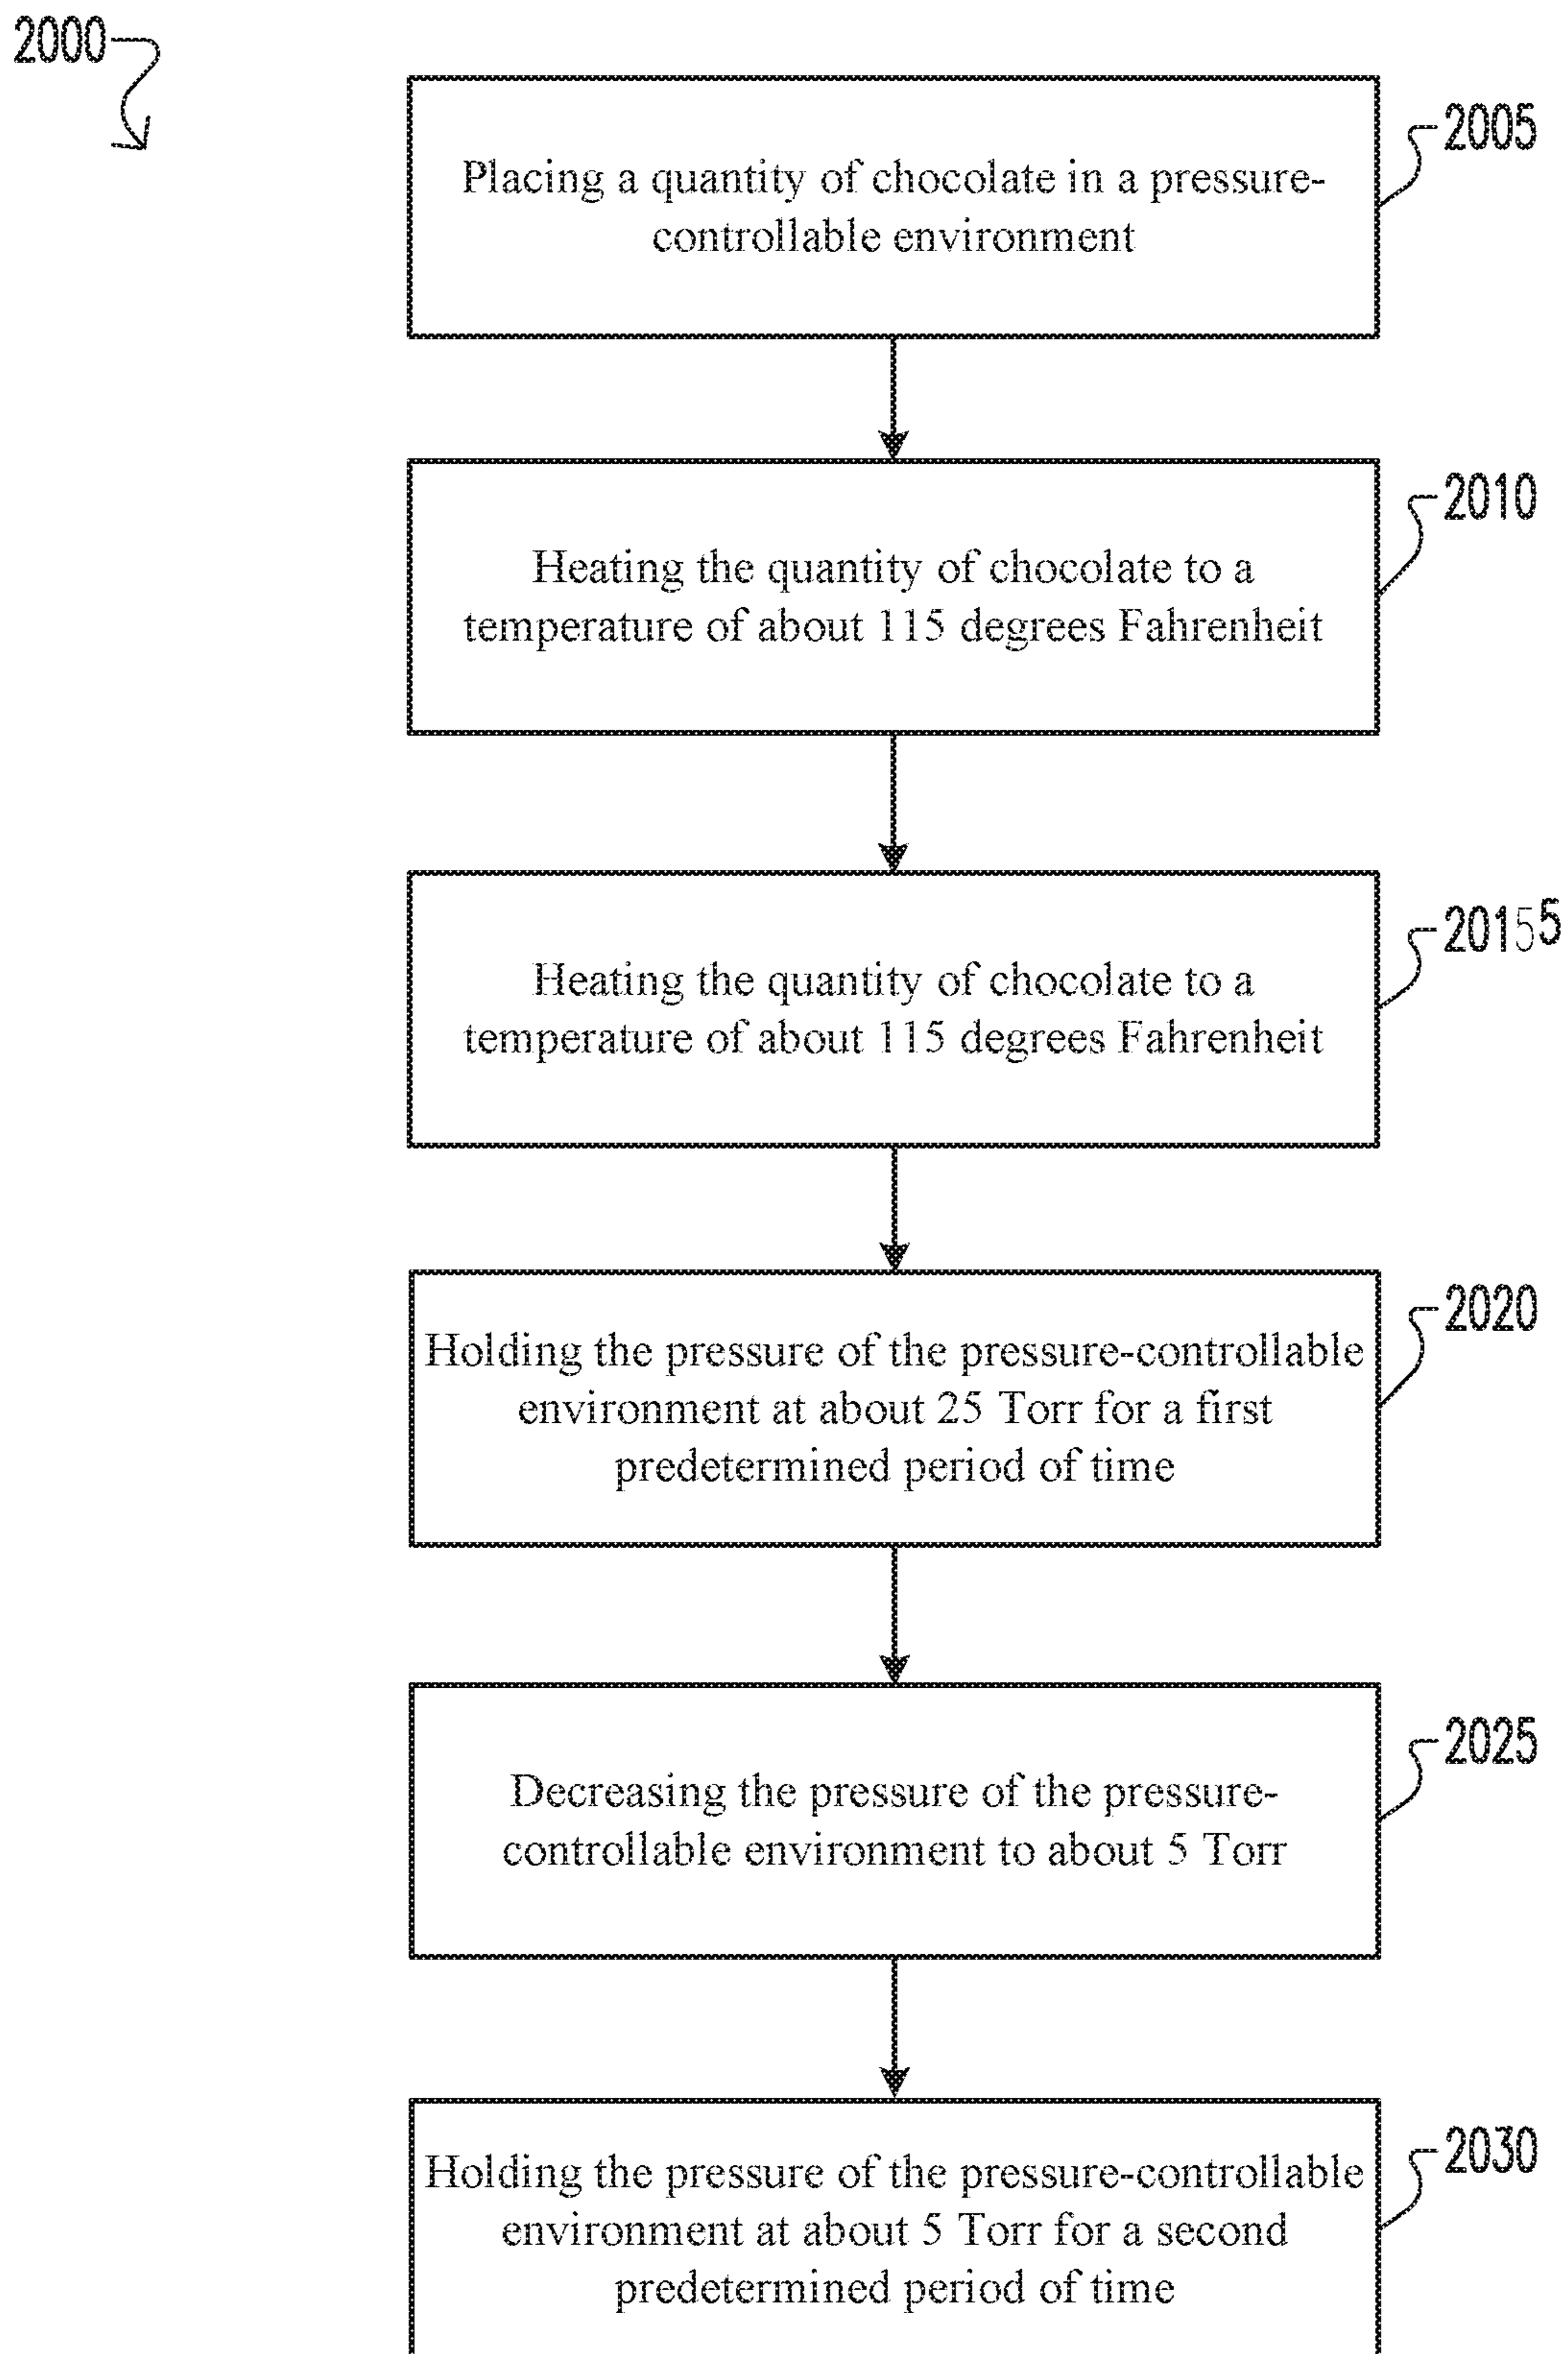 2000
2005
Placing a quantity of chocolate in a pressure-
controllable environment
2010
Heating the quantity of chocolate to a
temperature of about 115 degrees Fahrenheit
20155
Heating the quantity of chocolate to a
temperature of about 115 degrees Fahrenheit
2020
Holding the pressure of the pressure-controllable
environment at about 25 Torr for a first
predetermined period of time
2025
Decreasing the pressure of the pressure-
controllable environment to about 5 Torr
2030
Holding the pressure of the pressure-controllable
environment at about 5 Torr for a second
predetermined period of time